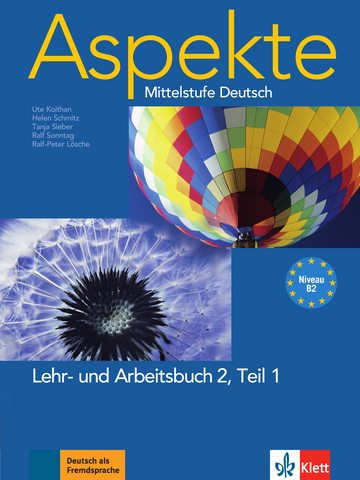 Aspekte
Mittelstufe Deutsch
Ute Koithan
Helen Schmitz
Tanja Sieber
Ralf Sonntag
Ralf-Peter Lösche
Niveau
B2
Lehr- und Arbeitsbuch 2, Teil 1
Deutsch als
Fremdsprache
Klett